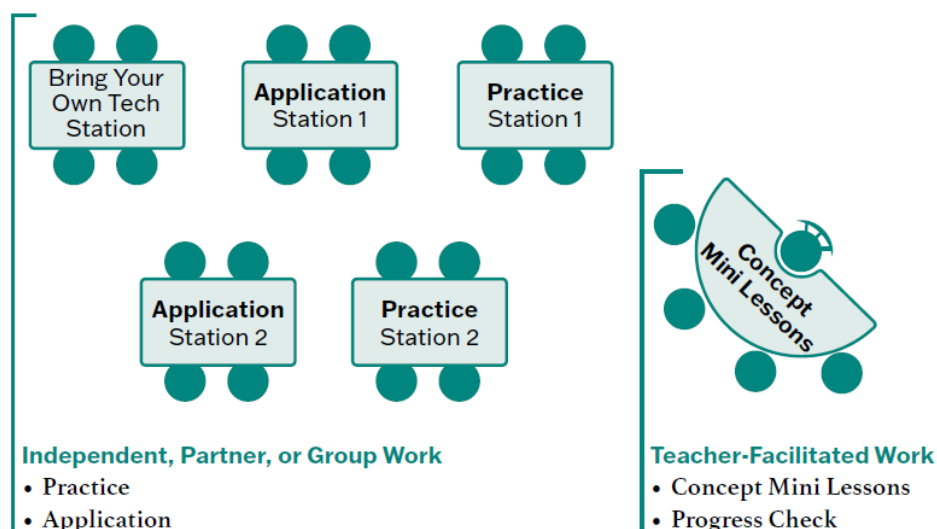 Bring Your
Own Tech
Station
Application
Station 1
Practice
Station 1
Application
Station 2
Practice
Station 2
Concept
Mini Lessons
Independent, Partner, or Group Work
• Practice
• Application
Teacher-Facilitated Work
• Concept Mini Lessons
• Progress Check